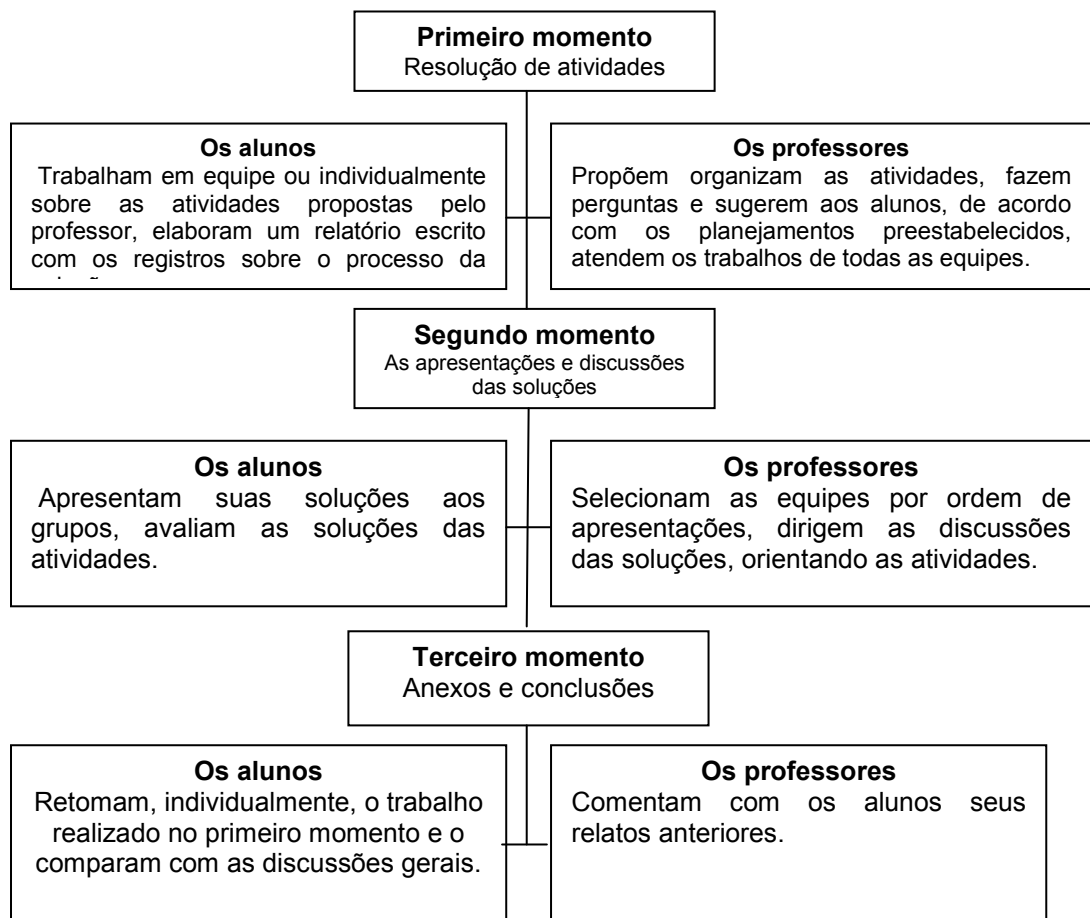 Primeiro momento
Resolução de atividades
Os alunos
Trabalham em equipe ou individualmente
sobre as atividades propostas pelo
professor, elaboram um relatório escrito
com os registros sobre o processo da
Os professores
Propõem organizam as atividades, fazem
perguntas e sugerem aos alunos, de acordo
com os planejamentos preestabelecidos,
atendem os trabalhos de todas as equipes.
Segundo momento
As apresentações e discussões
das soluções
Os alunos
Apresentam suas soluções aos
grupos, avaliam as soluções das
atividades.
Os professores
Selecionam as equipes por ordem de
apresentações, dirigem as discussões
das soluções, orientando as atividades.
Terceiro momento
Anexos e conclusões
Os alunos
Retomam, individualmente, o trabalho
realizado no primeiro momento e o
comparam com as discussões gerais.
Os professores
Comentam com os alunos seus
relatos anteriores.